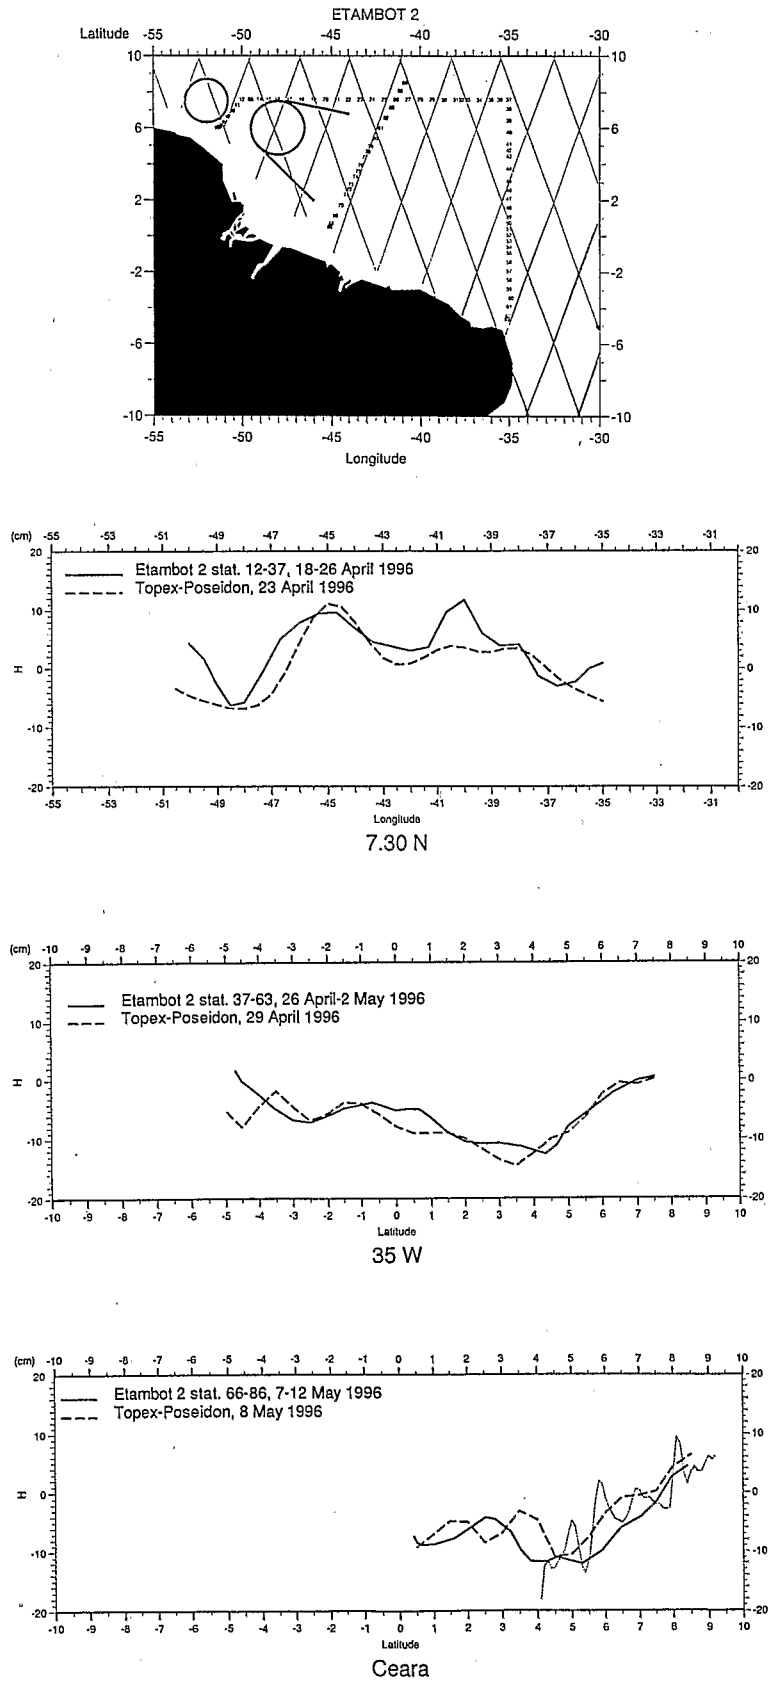 ETAMBOT 2
Latitude -55 -50 -45 -40 -35 -30
10 10
6 6
2 2
-2 -2
-6 -6
-10 -10
-55 -50 -45 -40 -35 -30
Longitude
(cm) -55 -53 -51 -49 -47 -45 -43 -41 -39 -37 -35 -33 -31
20 20
Etambot 2 stat. 12-37, 18-26 April 1996
Topex-Poseidon, 23 April 1996
10 10
H 0 0
-10 -10
-20 -20
-55 -53 -51 -49 -47 -45 -43 -41 -39 -37 -35 -33 -31
Longitude
7.30 N
(cm) -10 -9 -8 -7 -6 -5 -4 -3 -2 -1 0 1 2 3 4 5 6 7 8 9 10
20 20
Etambot 2 stat. 37-63, 26 April-2 May 1996
Topex-Poseidon, 29 April 1996
10 10
H 0 0
-10 -10
-20 -20
-10 -9 -8 -7 -6 -5 -4 -3 -2 -1 0 1 2 3 4 5 6 7 8 9 10
Latitude
35 W
(cm) -10 -9 -8 -7 -6 -5 -4 -3 -2 -1 0 1 2 3 4 5 6 7 8 9 10
20 20
Etambot 2 stat. 66-86, 7-12 May 1996
Topex-Poseidon, 8 May 1996
10 10
H 0 0
-10 -10
-20 -20
-10 -9 -8 -7 -6 -5 -4 -3 -2 -1 0 1 2 3 4 5 6 7 8 9 10
Latitude
Ceara